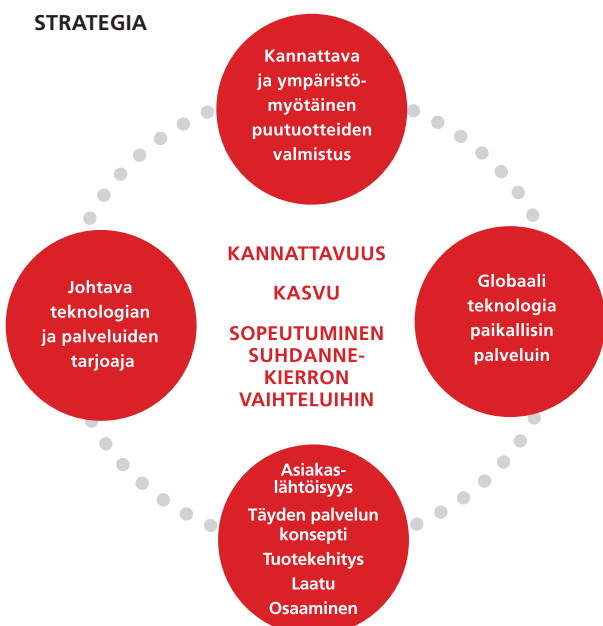 STRATEGIA
Kannattava
ja ympäristö-
myötäinen
puutuotteiden
valmistus
KANNATTAVUUS
KASVU
SOPEUTUMINEN
SUHDANNE-
KIERRON
VAIHTELUIHIN
Johtava
teknologian
ja palveluiden
tarjoaja
Globaali
teknologia
paikallisin
palveluin
Asiakas-
lähtöisyys
Täyden palvelun
konsepti
Tuotekehitys
Laatu
Osaaminen